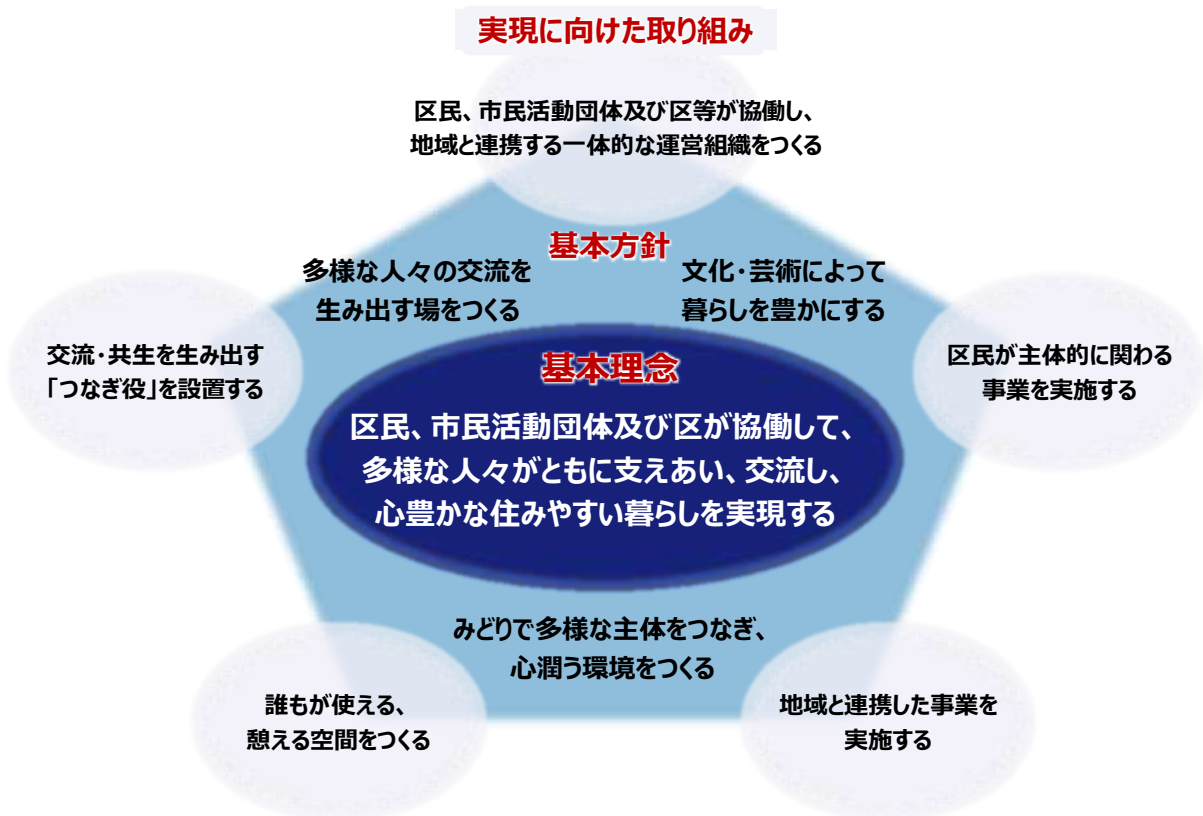 実現に向けた取り組み
区民、市民活動団体及び区等が協働し、
地域と連携する一体的な運営組織をつくる
基本方針
多様な人々の交流を
生み出す場をつくる
文化・芸術によって
暮らしを豊かにする
交流・共生を生み出す
「つなぎ役」を設置する
区民が主体的に関わる
事業を実施する
基本理念
区民、市民活動団体及び区が協働して、
多様な人々がともに支えあい、交流し、
心豊かな住みやすい暮らしを実現する
みどりで多様な主体をつなぎ、
心潤う環境をつくる
誰もが使える、
憩える空間をつくる
地域と連携した事業を
実施する